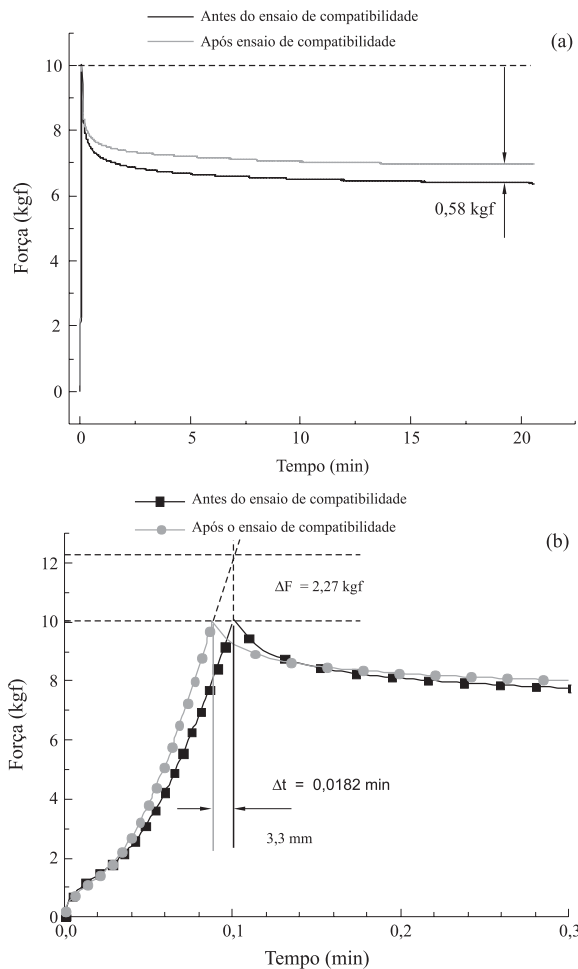 Antes do ensaio de compatibilidade
Após ensaio de compatibilidade
(a)
10
8
6
4
2
0
Força (kgf)
0,58 kgf
0
5
10
15
20
Tempo (min)
Antes do ensaio de compatibilidade
Após o ensaio de compatibilidade
(b)
12
10
8
6
4
2
0
Força (kgf)
ΔF = 2,27 kgf
Δt = 0,0182 min
3,3 mm
0,0
0,1
0,2
0,3
Tempo (min)